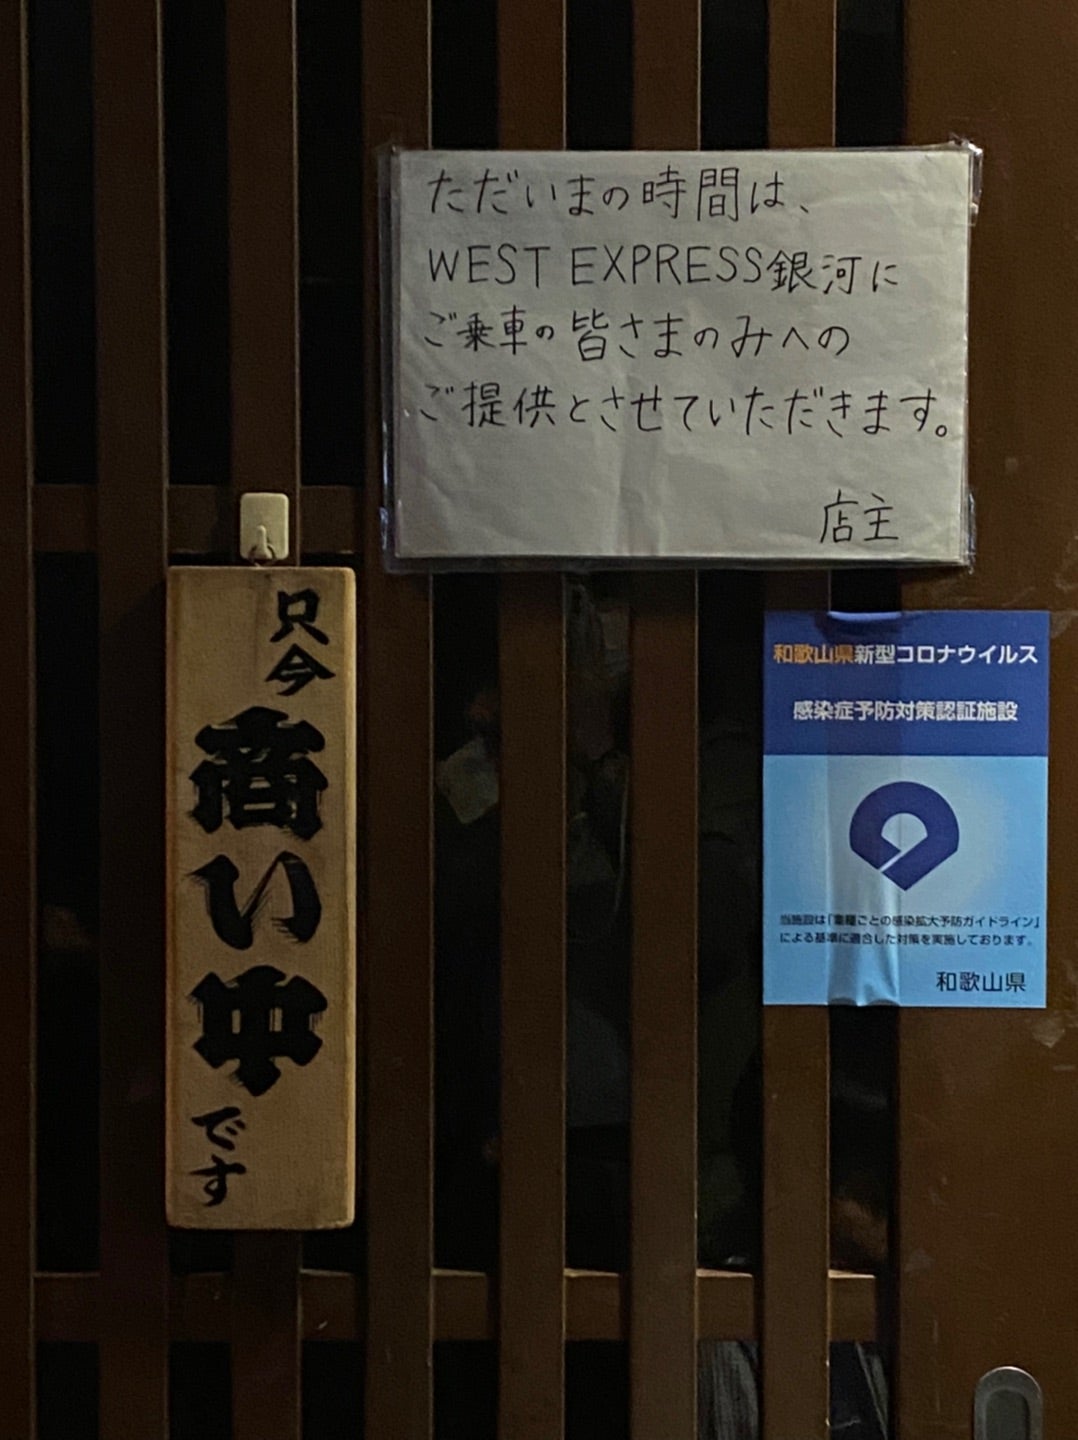 ただいまの時間は、
WEST EXPRESS銀河に
ご乗車の皆さまのみへの
ご提供とさせていただきます。
店主
只今
商い中
です
和歌山県新型コロナウイルス
感染症予防対策認証施設
当施設は「業種ごとの感染拡大予防ガイドライン」
による基準に適合した対策を実施しております。
和歌山県